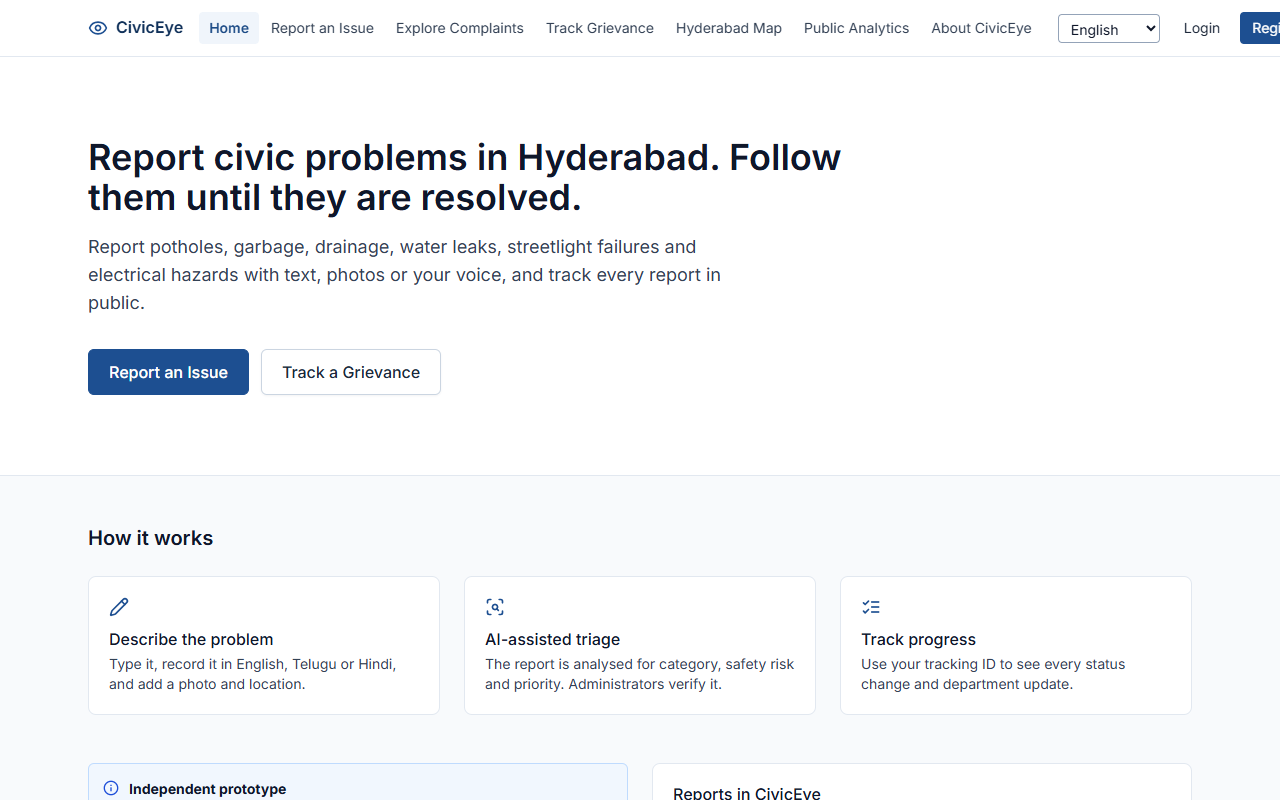 CivicEye
Home
Report an Issue
Explore Complaints
Track Grievance
Hyderabad Map
Public Analytics
About CivicEye
English
Login
Report civic problems in Hyderabad. Follow
them until they are resolved.
Report potholes, garbage, drainage, water leaks, streetlight failures and
electrical hazards with text, photos or your voice, and track every report in
public.
Report an Issue
Track a Grievance
How it works
Describe the problem
Type it, record it in English, Telugu or Hindi,
and add a photo and location.
AI-assisted triage
The report is analysed for category, safety risk
and priority. Administrators verify it.
Track progress
Use your tracking ID to see every status
change and department update.
Independent prototype
Reports in CivicEye